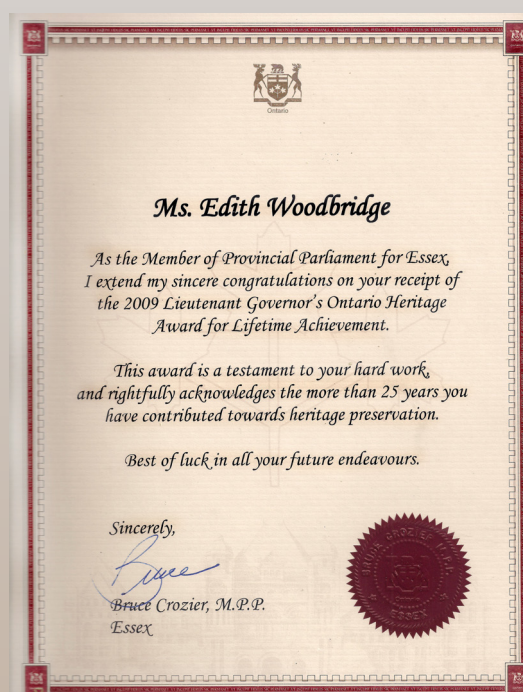 Ontario
Ms. Edith Woodbridge
As the Member of Provincial Parliament for Essex,
I extend my sincere congratulations on your receipt of
the 2009 Lieutenant Governor's Ontario Heritage
Award for Lifetime Achievement.
This award is a testament to your hard work,
and rightfully acknowledges the more than 25 years you
have contributed towards heritage preservation.
Best of luck in all your future endeavours.
Sincerely,
Bruce
Bruce Crozier, M.P.P.
Essex
BRUCE CROZIER M.P.P.
ESSEX